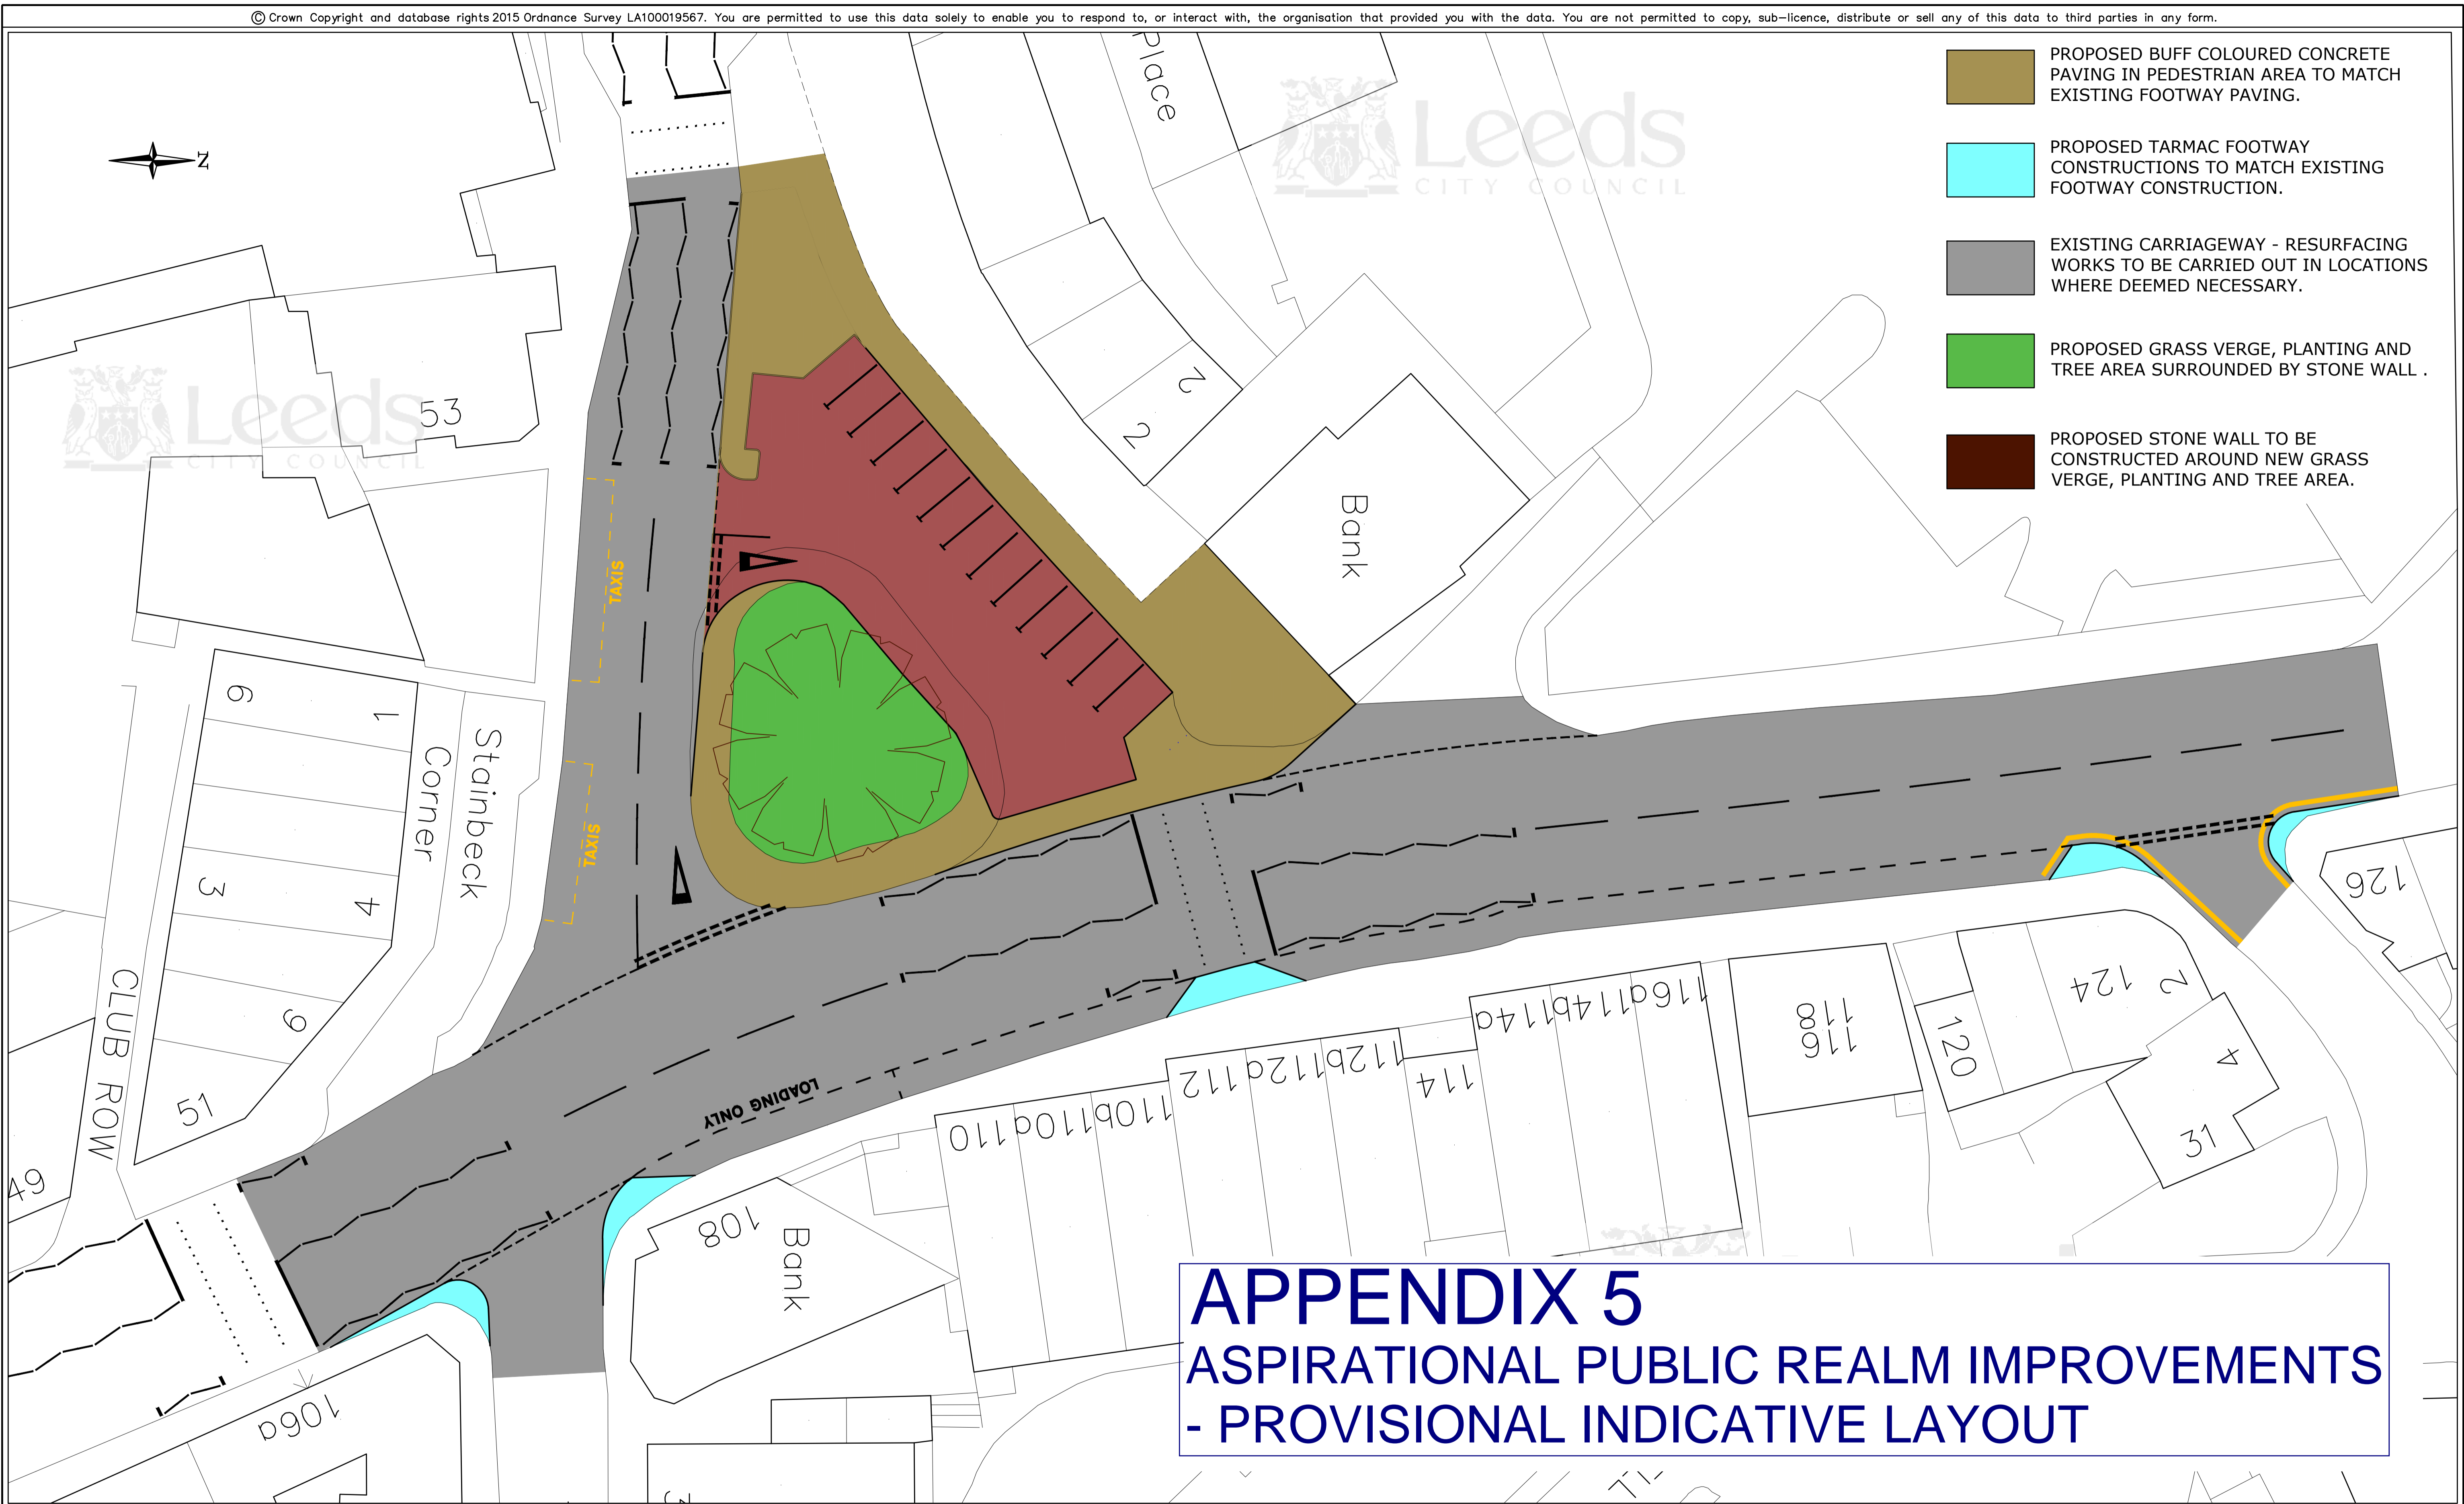 © Crown Copyright and database rights 2015 Ordnance Survey LA100019567. You are permitted to use this data solely to enable you to respond to, or interact with, the organisation that provided you with the data. You are not permitted to copy, sub-licence, distribute or sell any of this data to third parties in any form.
PROPOSED BUFF COLOURED CONCRETE
PAVING IN PEDESTRIAN AREA TO MATCH
EXISTING FOOTWAY PAVING.
PROPOSED TARMAC FOOTWAY
CONSTRUCTIONS TO MATCH EXISTING
FOOTWAY CONSTRUCTION.
EXISTING CARRIAGEWAY - RESURFACING
WORKS TO BE CARRIED OUT IN LOCATIONS
WHERE DEEMED NECESSARY.
PROPOSED GRASS VERGE, PLANTING AND
TREE AREA SURROUNDED BY STONE WALL .
PROPOSED STONE WALL TO BE
CONSTRUCTED AROUND NEW GRASS
VERGE, PLANTING AND TREE AREA.
Place
Leeds
CITY COUNCIL
N
Leeds
CITY COUNCIL
53
2
2
Bank
TAXIS
TAXIS
6
1
3
4
9
51
Stainbeck
Corner
CLUB ROW
49
LOADING ONLY
126
124
2
120
4
31
118
116
116a
114b
114a
114
112b
112a
112
110b
110a
110
108
Bank
106a
APPENDIX 5
ASPIRATIONAL PUBLIC REALM IMPROVEMENTS
- PROVISIONAL INDICATIVE LAYOUT